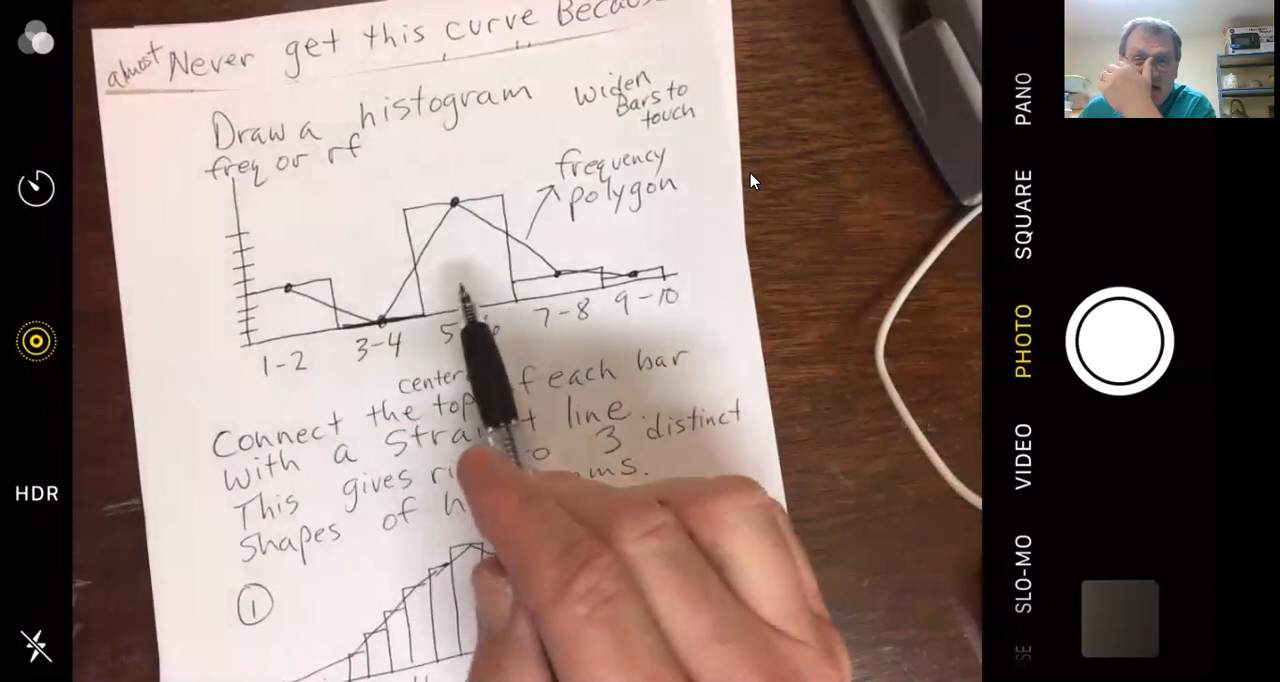 almost Never get this curve
Draw a histogram
Widen
Bars to
touch
freq or rf
frequency
polygon
1-2 3-4 5 7-8 9-10
center of each bar
Connect the top
with a straight line
This gives 3 distinct
shapes of
①
HDR
PANO
SQUARE
PHOTO
VIDEO
SLO-MO